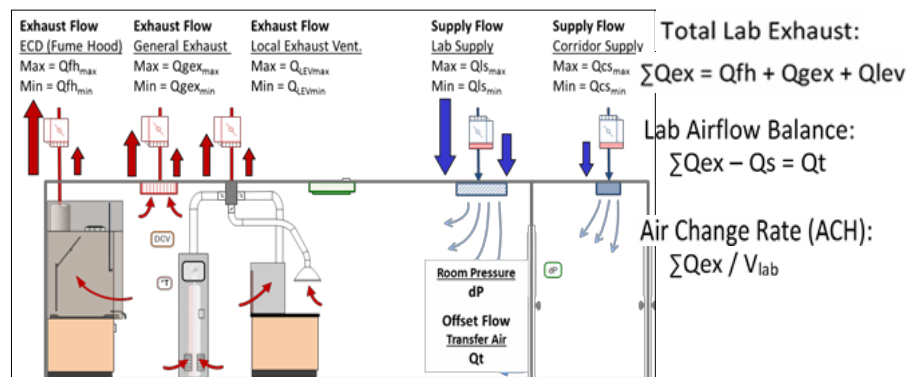 Exhaust Flow
ECD (Fume Hood)
Max = Qfhmax
Min = Qfhmin
Exhaust Flow
General Exhaust
Max = Qgexmax
Min = Qgexmin
Exhaust Flow
Local Exhaust Vent.
Max = QLEVmax
Min = QLEVmin
Supply Flow
Lab Supply
Max = Qlsmax
Min = Qlsmin
Supply Flow
Corridor Supply
Max = Qcsmax
Min = Qcsmin
Total Lab Exhaust:
∑Qex = Qfh + Qgex + Qlev
Lab Airflow Balance:
∑Qex – Qs = Qt
Air Change Rate (ACH):
∑Qex / Vlab
DCV
°T
Room Pressure
dP
Offset Flow
Transfer Air
Qt
dP